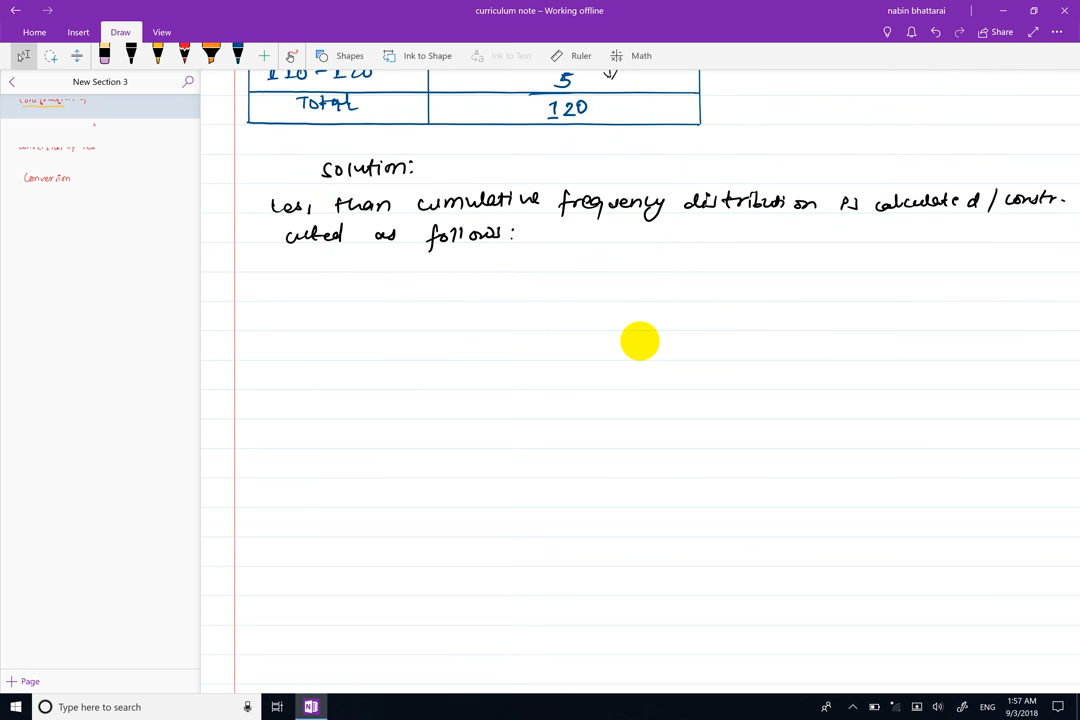 curriculum note – Working offline
nabin bhattarai
Home Insert Draw View
Share
Shapes Ink to Shape Ink to Text Ruler Math
New Section 3
110 - 120 5
Total 120
Conversion
Solution:
Less than cumulative frequency distribution is calculated / constr-
ucted as follows:
+ Page
Type here to search
ENG
1:57 AM
9/3/2018